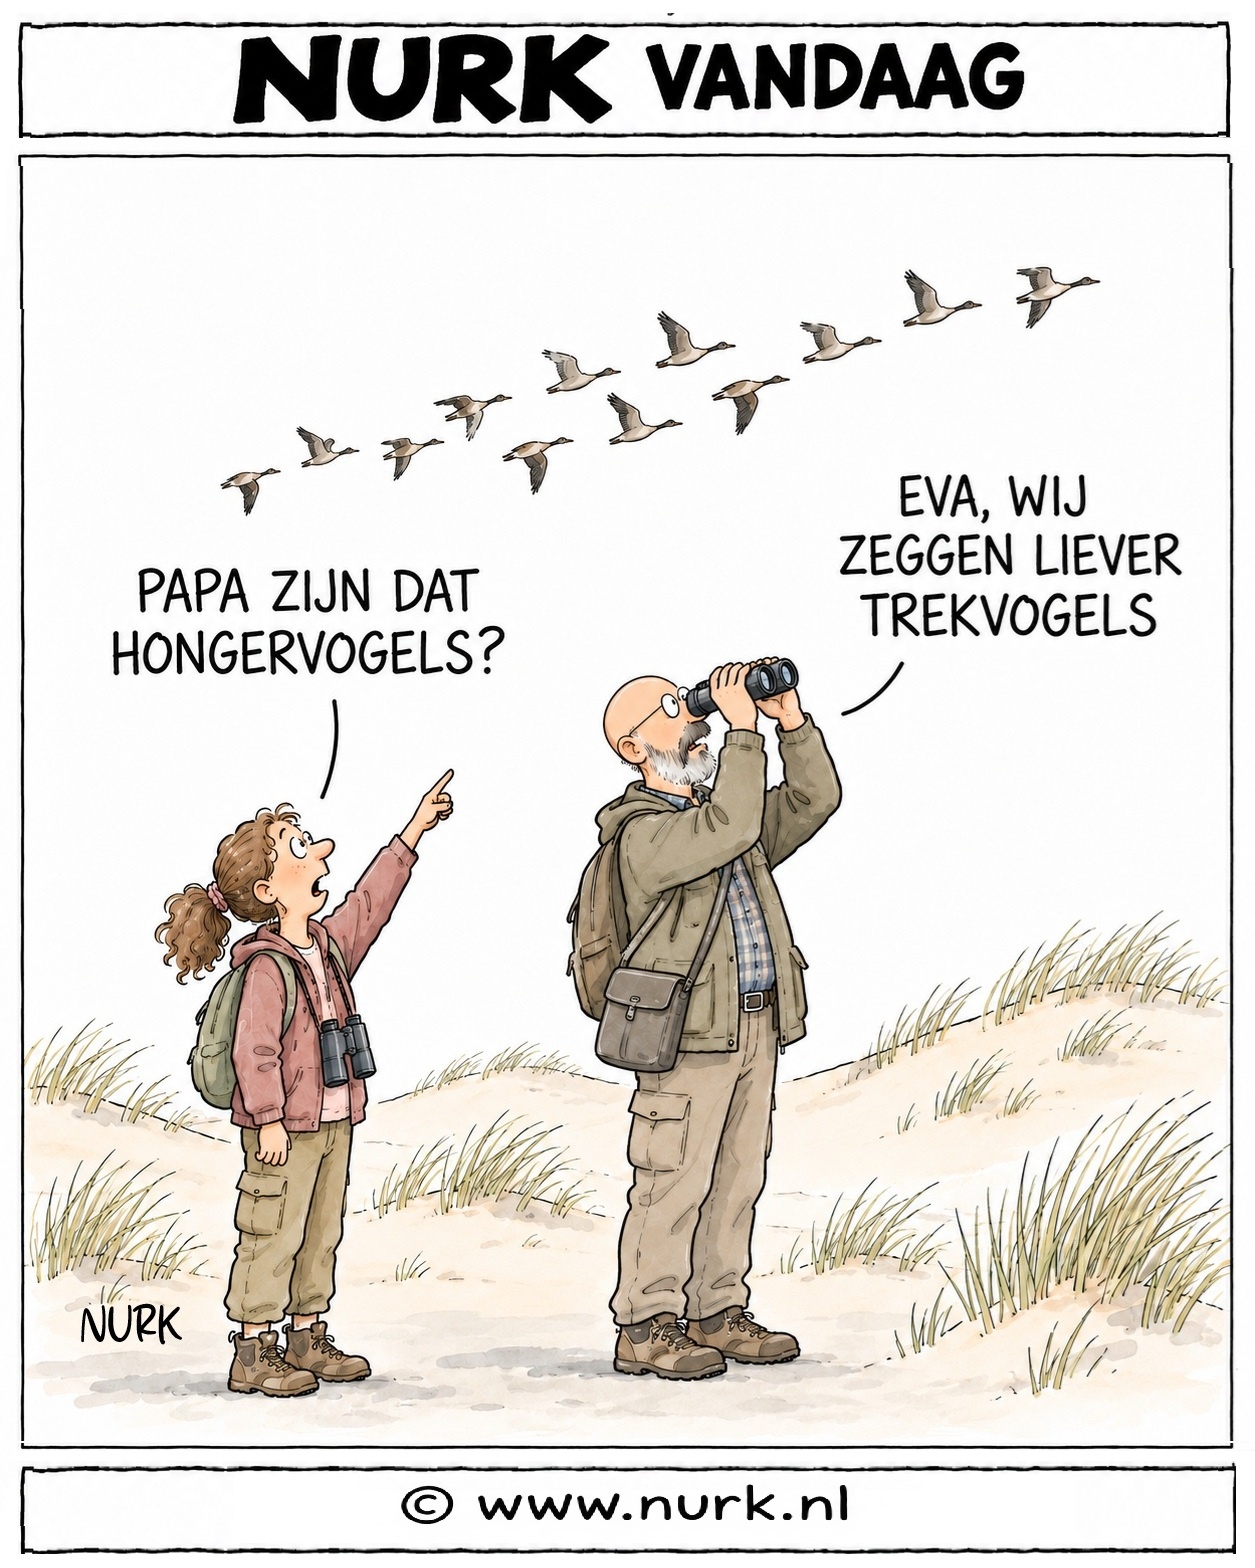 NURK VANDAAG
PAPA ZIJN DAT
HONGERVOGELS?
EVA, WIJ
ZEGGEN LIEVER
TREKVOGELS
NURK
© www.nurk.nl